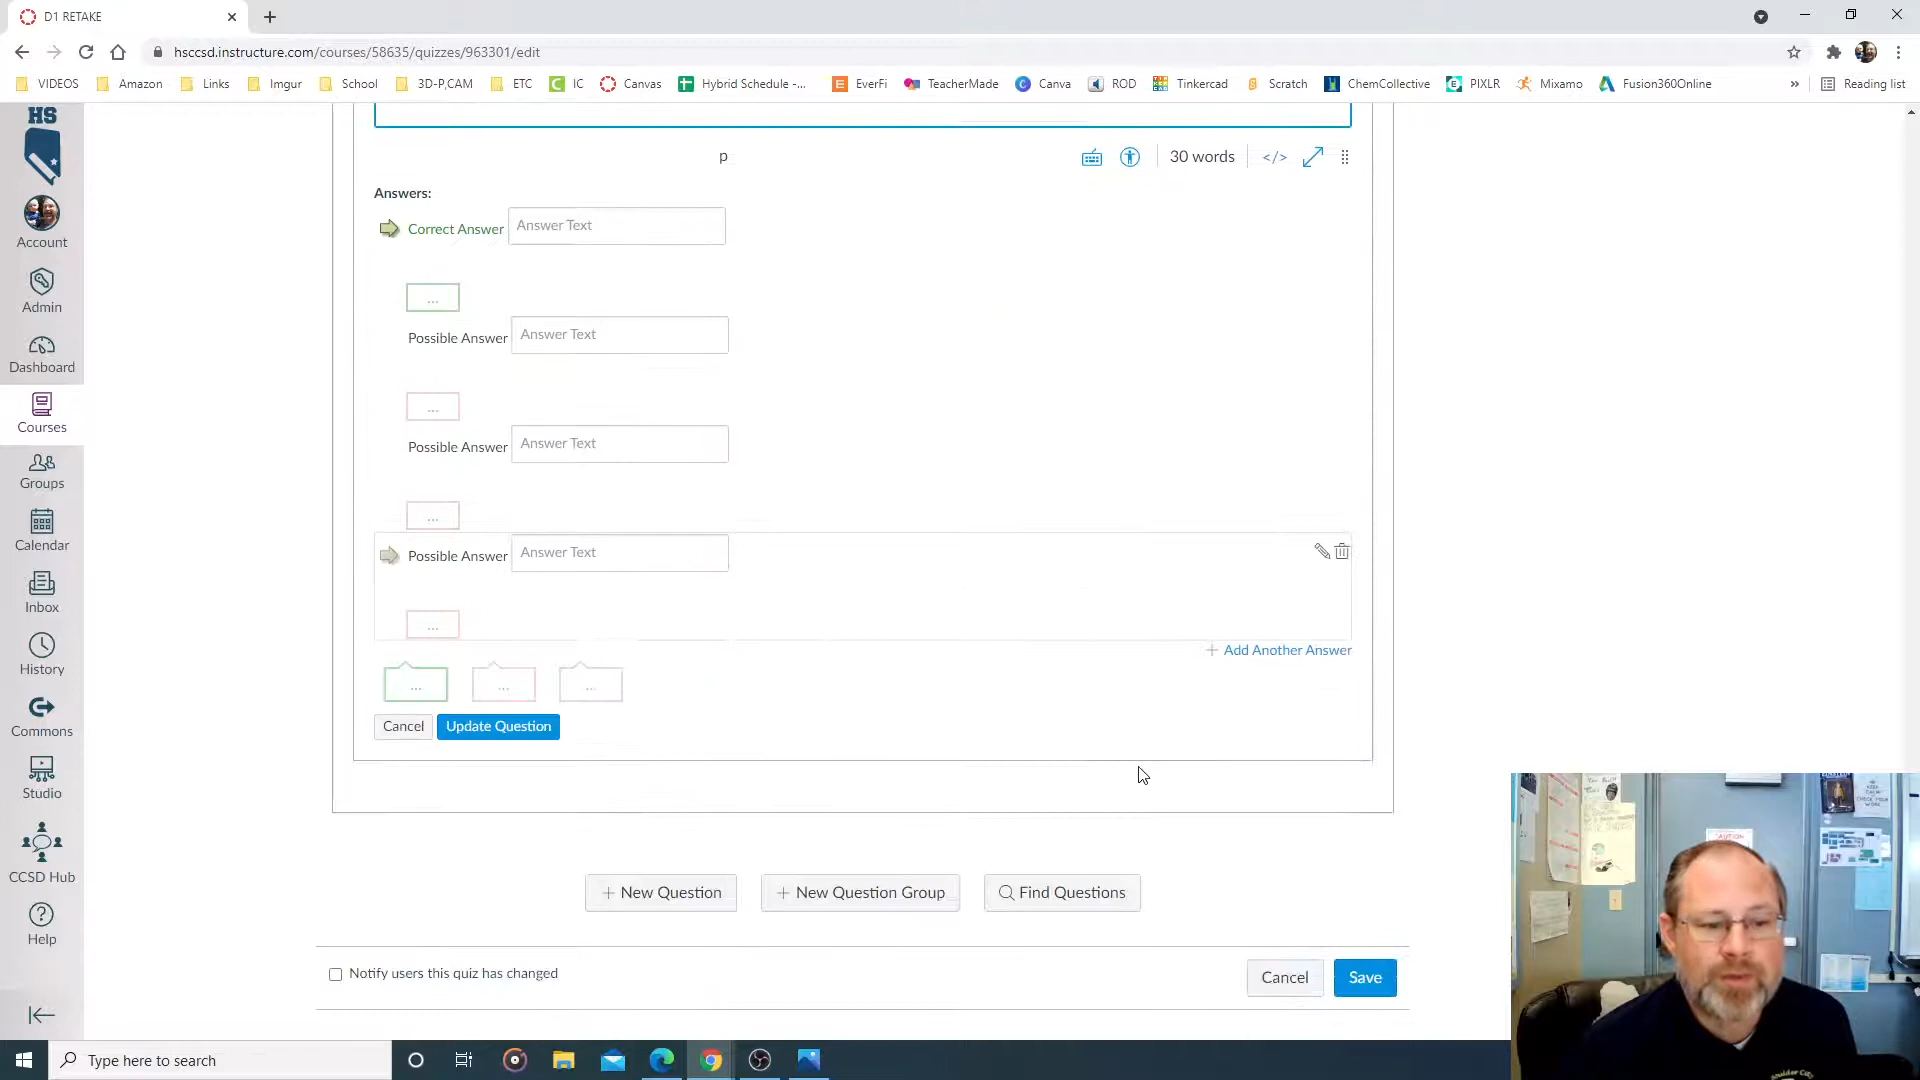 D1 RETAKE
hsccsd.instructure.com/courses/58635/quizzes/963301/edit
VIDEOS Amazon Links Imgur School 3D-P,CAM ETC IC Canvas Hybrid Schedule -... EverFi TeacherMade Canva ROD Tinkercad Scratch ChemCollective PIXLR Mixamo Fusion360Online » Reading list
HS
Account
Admin
Dashboard
Courses
Groups
Calendar
Inbox
History
Commons
Studio
CCSD Hub
Help
p
30 words
</>
Answers:
Correct Answer Answer Text
...
Possible Answer Answer Text
...
Possible Answer Answer Text
...
Possible Answer Answer Text
...
+ Add Another Answer
... ... ...
Cancel Update Question
+ New Question + New Question Group Find Questions
Notify users this quiz has changed
Cancel Save
CAUTION
Type here to search